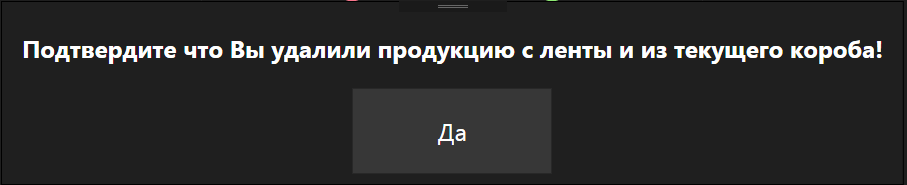 Подтвердите что Вы удалили продукцию с ленты и из текущего короба!
Да